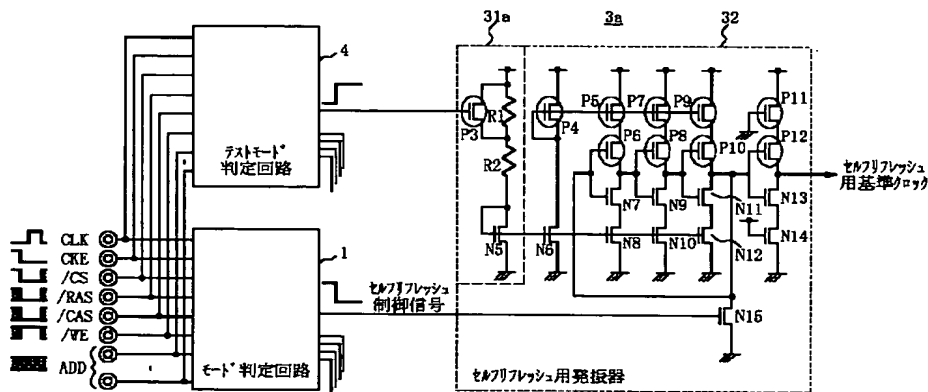 31a
3a
32
4
テストモード
判定回路
R1
R2
P3
P4
P5
P7
P9
P11
P6
P8
P10
P12
N5
N6
N7
N8
N9
N10
N11
N12
N13
N14
N15
セルフリフレッシュ
用基準クロック
CLK
CKE
/CS
/RAS
/CAS
/WE
ADD
1
モード判定回路
セルフリフレッシュ
制御信号
セルフリフレッシュ用発振器